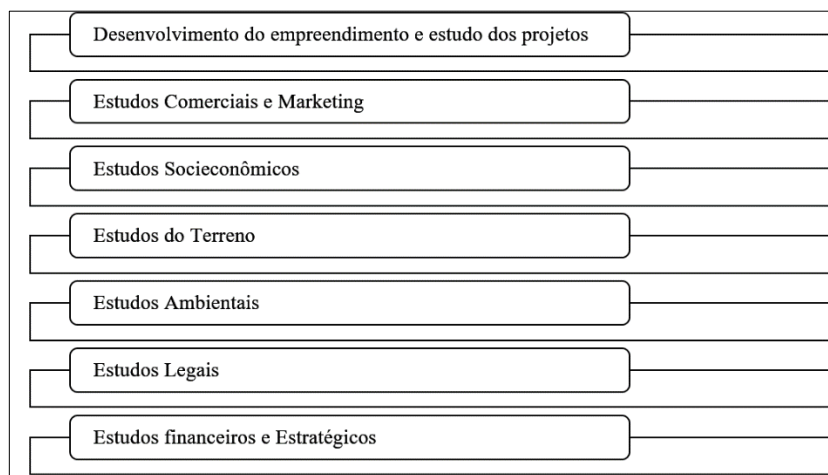 Desenvolvimento do empreendimento e estudo dos projetos
Estudos Comerciais e Marketing
Estudos Socieconômicos
Estudos do Terreno
Estudos Ambientais
Estudos Legais
Estudos financeiros e Estratégicos